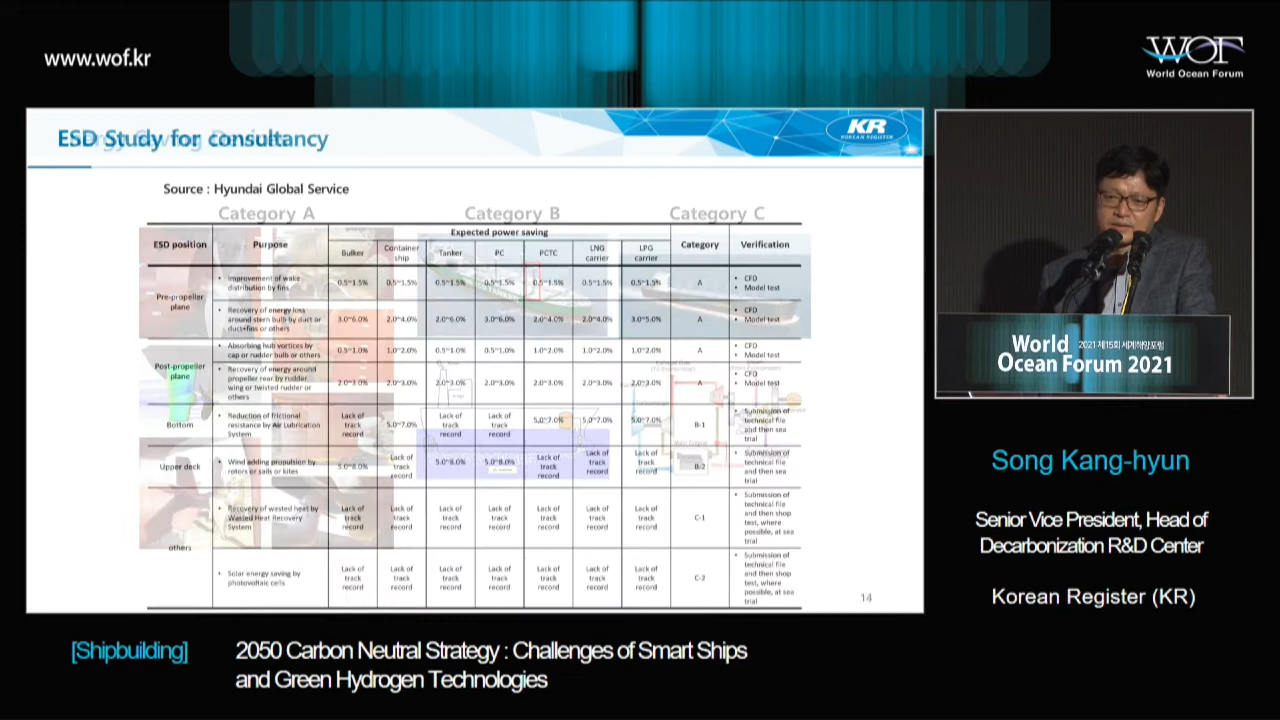 www.wof.kr
WOF
World Ocean Forum
ESD Study for consultancy
KR
KOREAN REGISTER
Source : Hyundai Global Service
Category A
Category B
Category C
ESD position
Purpose
Expected power saving
Category
Verification
Bulker
Container ship
Tanker
PC
PCTC
LNG carrier
LPG carrier
Pre-propeller plane
• Improvement of wake distribution by fins
0.5~1.5%
0.5~1.5%
0.5~1.5%
0.5~1.5%
0.5~1.5%
0.5~1.5%
0.5~1.5%
A
• CFD
• Model test
• Recovery of energy loss around stern bulb by duct or duct+fins or others
3.0~6.0%
2.0~4.0%
2.0~6.0%
3.0~6.0%
2.0~4.0%
2.0~4.0%
3.0~5.0%
A
• CFD
• Model test
Post-propeller plane
• Absorbing hub vortices by cap or rudder bulb or others
0.5~1.0%
1.0~2.0%
0.5~1.0%
0.5~1.0%
1.0~2.0%
1.0~2.0%
1.0~2.0%
A
• CFD
• Model test
• Recovery of energy around propeller rear by rudder wing or twisted rudder or others
2.0~3.0%
2.0~3.0%
2.0~3.0%
2.0~3.0%
2.0~3.0%
2.0~3.0%
2.0~3.0%
A
• CFD
• Model test
Bottom
• Reduction of frictional resistance by Air Lubrication System
Lack of track record
5.0~7.0%
Lack of track record
Lack of track record
5.0~7.0%
5.0~7.0%
5.0~7.0%
B-1
• Submission of technical file and then sea trial
Upper deck
• Wind adding propulsion by rotors or sails or kites
5.0~8.0%
Lack of track record
5.0~8.0%
5.0~8.0%
Lack of track record
Lack of track record
Lack of track record
B-2
• Submission of technical file and then sea trial
others
• Recovery of wasted heat by Wasted Heat Recovery System
Lack of track record
Lack of track record
Lack of track record
Lack of track record
Lack of track record
Lack of track record
Lack of track record
C-1
• Submission of technical file and then shop test, where possible, at sea trial
• Solar energy saving by photovoltaic cells
Lack of track record
Lack of track record
Lack of track record
Lack of track record
Lack of track record
Lack of track record
Lack of track record
C-2
• Submission of technical file and then shop test, where possible, at sea trial
14
World 2021 제15회 세계해양포럼
Ocean Forum 2021
Song Kang-hyun
Senior Vice President, Head of
Decarbonization R&D Center
Korean Register (KR)
[Shipbuilding]
2050 Carbon Neutral Strategy : Challenges of Smart Ships
and Green Hydrogen Technologies